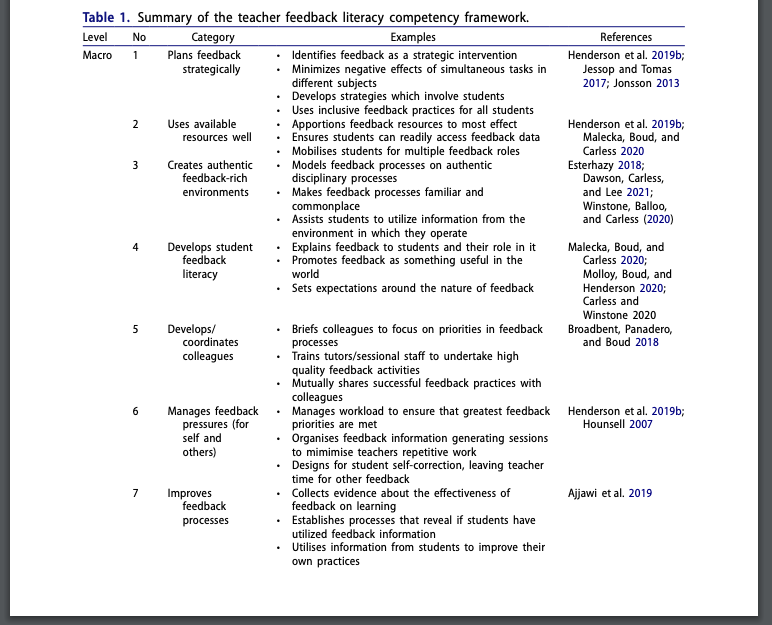 Table 1. Summary of the teacher feedback literacy competency framework.
Level No Category Examples References
Macro 1 Plans feedback strategically
• Identifies feedback as a strategic intervention
• Minimizes negative effects of simultaneous tasks in
different subjects
• Develops strategies which involve students
• Uses inclusive feedback practices for all students
Henderson et al. 2019b;
Jessop and Tomas
2017; Jonsson 2013
2 Uses available
resources well
• Apportions feedback resources to most effect
• Ensures students can readily access feedback data
• Mobilises students for multiple feedback roles
Henderson et al. 2019b;
Malecka, Boud, and
Carless 2020
3 Creates authentic
feedback-rich
environments
• Models feedback processes on authentic
disciplinary processes
• Makes feedback processes familiar and
commonplace
• Assists students to utilize information from the
environment in which they operate
Esterhazy 2018;
Dawson, Carless,
and Lee 2021;
Winstone, Balloo,
and Carless (2020)
4 Develops student
feedback
literacy
• Explains feedback to students and their role in it
• Promotes feedback as something useful in the
world
• Sets expectations around the nature of feedback
Malecka, Boud, and
Carless 2020;
Molloy, Boud, and
Henderson 2020;
Carless and
Winstone 2020
5 Develops/
coordinates
colleagues
• Briefs colleagues to focus on priorities in feedback
processes
• Trains tutors/sessional staff to undertake high
quality feedback activities
• Mutually shares successful feedback practices with
colleagues
Broadbent, Panadero,
and Boud 2018
6 Manages feedback
pressures (for
self and
others)
• Manages workload to ensure that greatest feedback
priorities are met
• Organises feedback information generating sessions
to mimimise teachers repetitive work
• Designs for student self-correction, leaving teacher
time for other feedback
Henderson et al. 2019b;
Hounsell 2007
7 Improves
feedback
processes
• Collects evidence about the effectiveness of
feedback on learning
• Establishes processes that reveal if students have
utilized feedback information
• Utilises information from students to improve their
own practices
Ajjawi et al. 2019